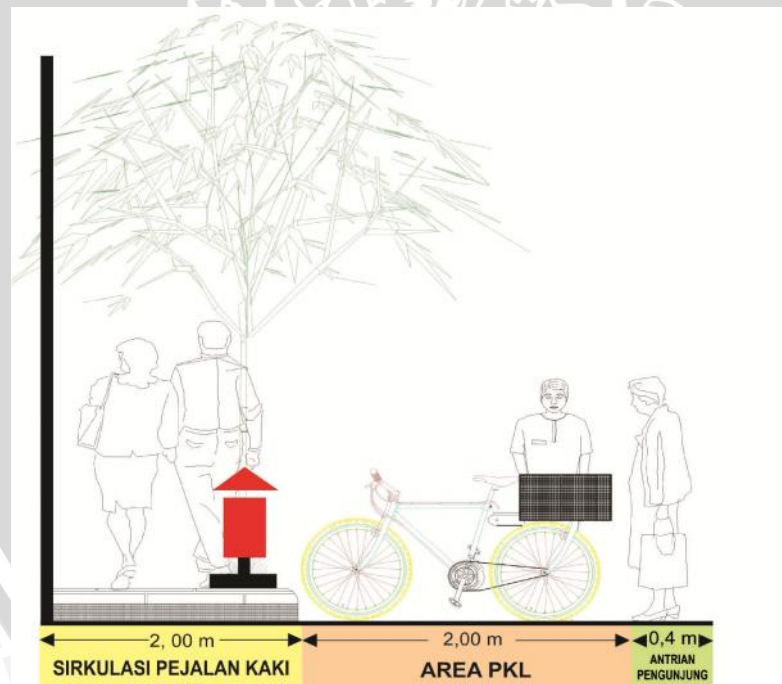 2, 00 m
2,00 m
0,4 m
SIRKULASI PEJALAN KAKI
AREA PKL
ANTRIAN
PENGUNJUNG